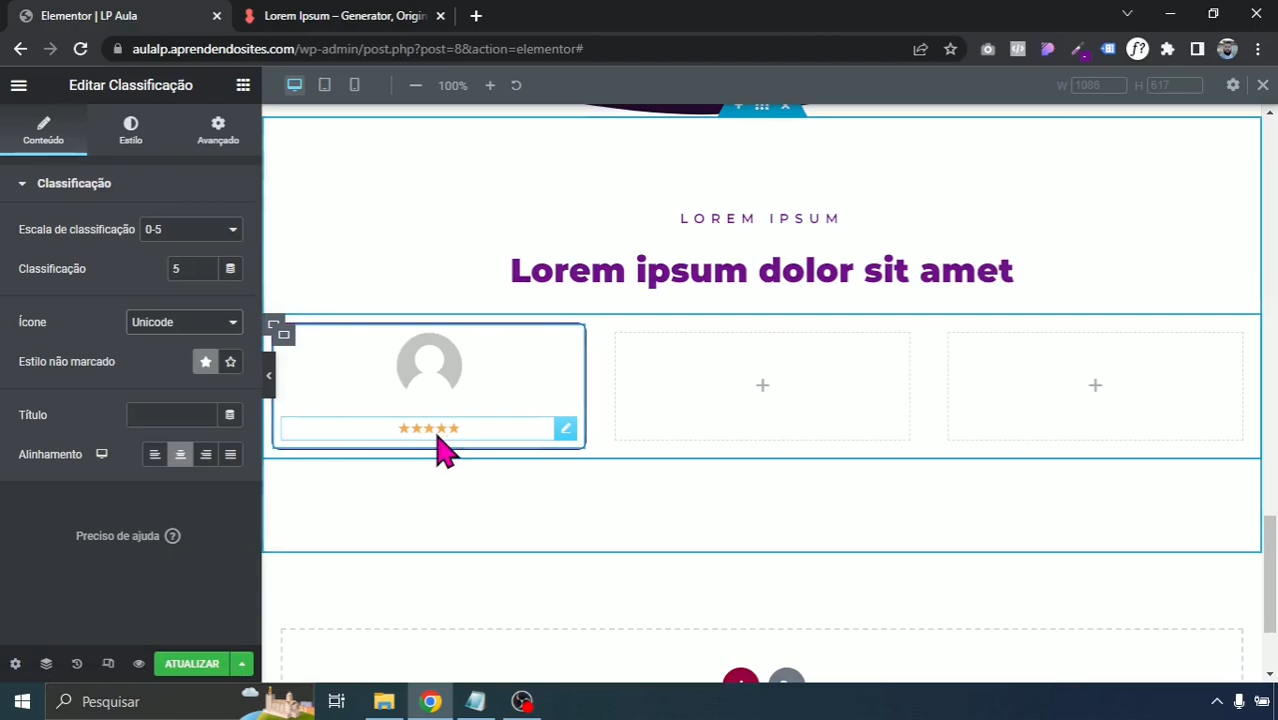 Elementor | LP Aula
Lorem Ipsum – Generator, Origin
aulalp.aprendendosites.com/wp-admin/post.php?post=8&action=elementor#
Editar Classificação
100%
W 1086 H 617
Conteúdo
Estilo
Avançado
Classificação
Escala de classificação 0-5
Classificação 5
Ícone Unicode
Estilo não marcado
Título
Alinhamento
Preciso de ajuda
ATUALIZAR
LOREM IPSUM
Lorem ipsum dolor sit amet
Pesquisar